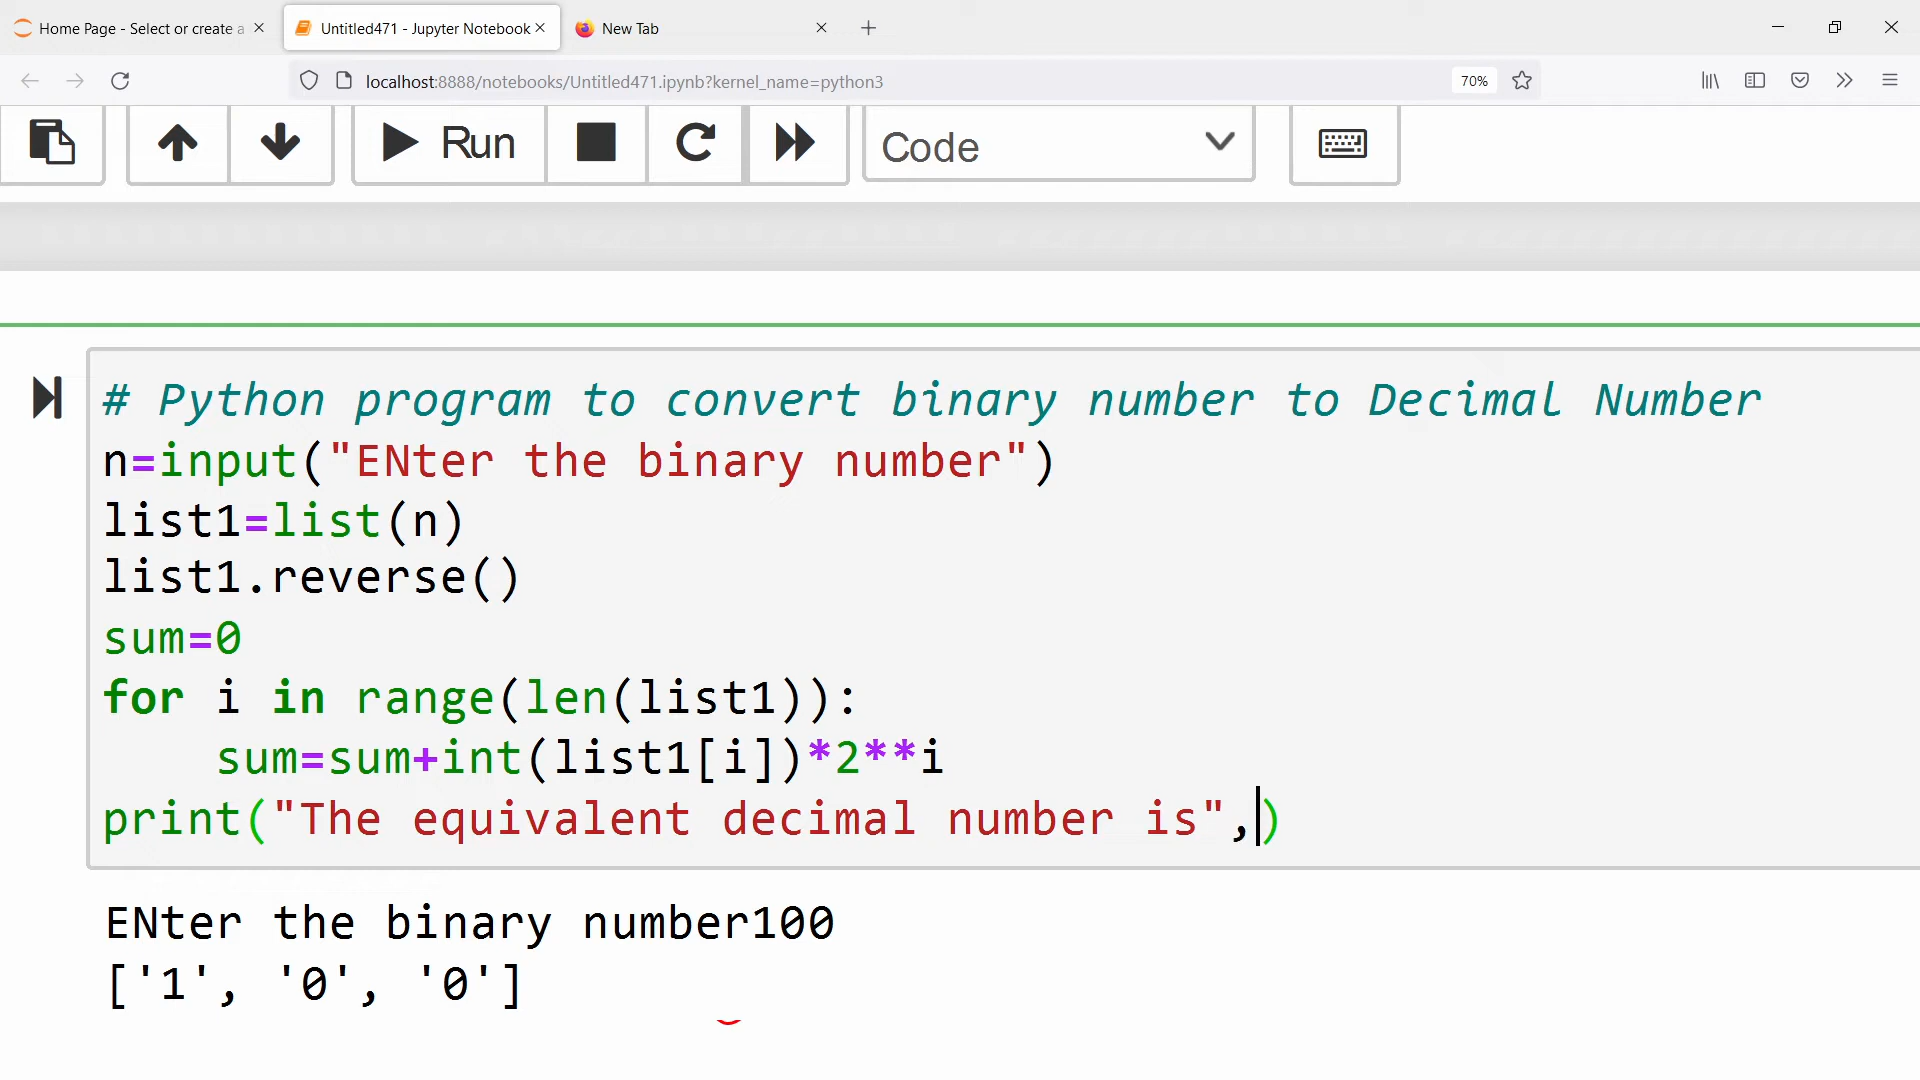 Home Page - Select or create a
Untitled471 - Jupyter Notebook
New Tab
localhost:8888/notebooks/Untitled471.ipynb?kernel_name=python3
70%
Run
Code
# Python program to convert binary number to Decimal Number
n=input("ENter the binary number")
list1=list(n)
list1.reverse()
sum=0
for i in range(len(list1)):
    sum=sum+int(list1[i])*2**i
print("The equivalent decimal number is",)
ENter the binary number100
['1', '0', '0']